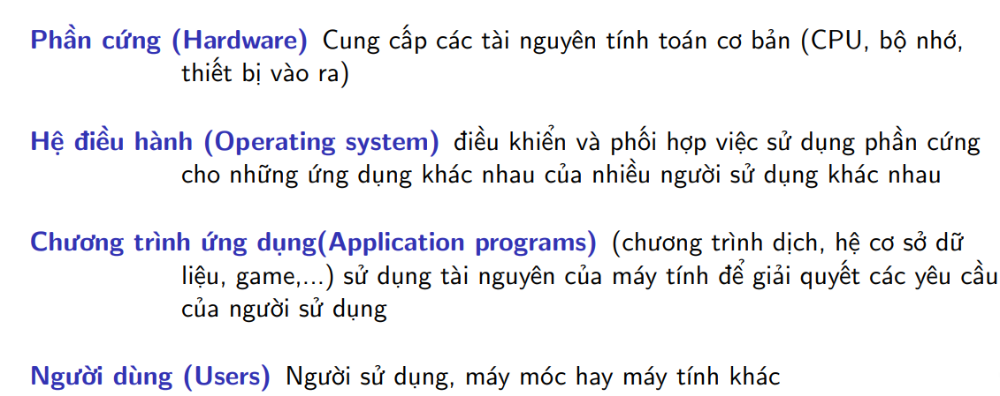 Phần cứng (Hardware) Cung cấp các tài nguyên tính toán cơ bản (CPU, bộ nhớ,
thiết bị vào ra)
Hệ điều hành (Operating system) điều khiển và phối hợp việc sử dụng phần cứng
cho những ứng dụng khác nhau của nhiều người sử dụng khác nhau
Chương trình ứng dụng(Application programs) (chương trình dịch, hệ cơ sở dữ
liệu, game,...) sử dụng tài nguyên của máy tính để giải quyết các yêu cầu
của người sử dụng
Người dùng (Users) Người sử dụng, máy móc hay máy tính khác